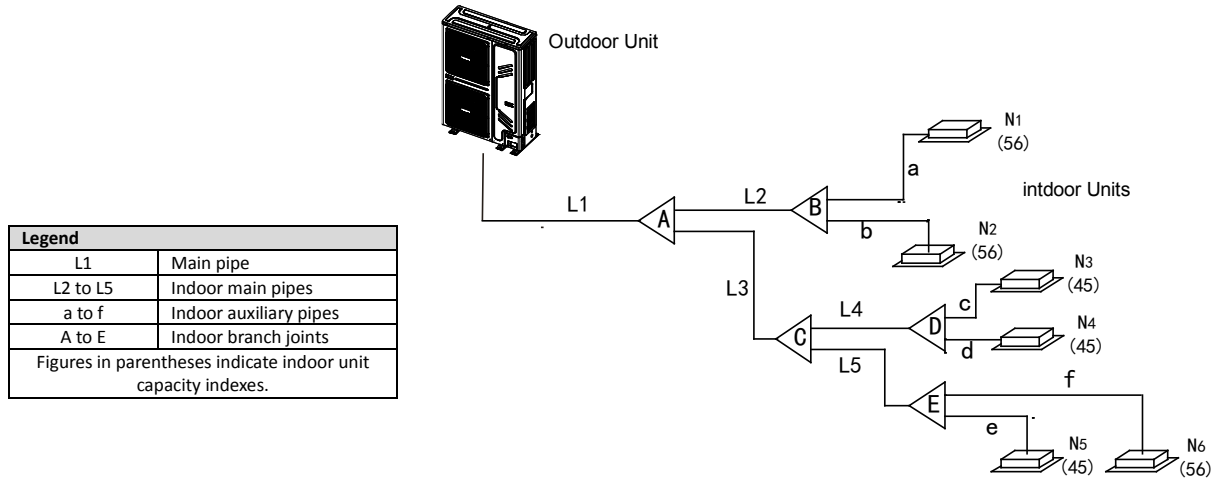 Outdoor Unit
N1
(56)
a
intdoor Units
L1
A
L2
B
b
N2
(56)
Legend
L1 Main pipe
L2 to L5 Indoor main pipes
a to f Indoor auxiliary pipes
A to E Indoor branch joints
Figures in parentheses indicate indoor unit
capacity indexes.
L3
N3
(45)
c
L4
D
C
d
N4
(45)
L5
f
E
e
N5
(45)
N6
(56)